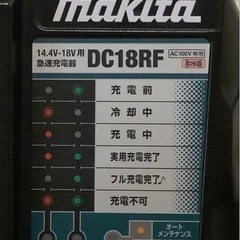 makita
14.4V-18V用
急速充電器
DC18RF
AC100V専用
充電前
冷却中
充電中
実用充電完了
フル充電完了♪
充電不可
オート
メンテナンス